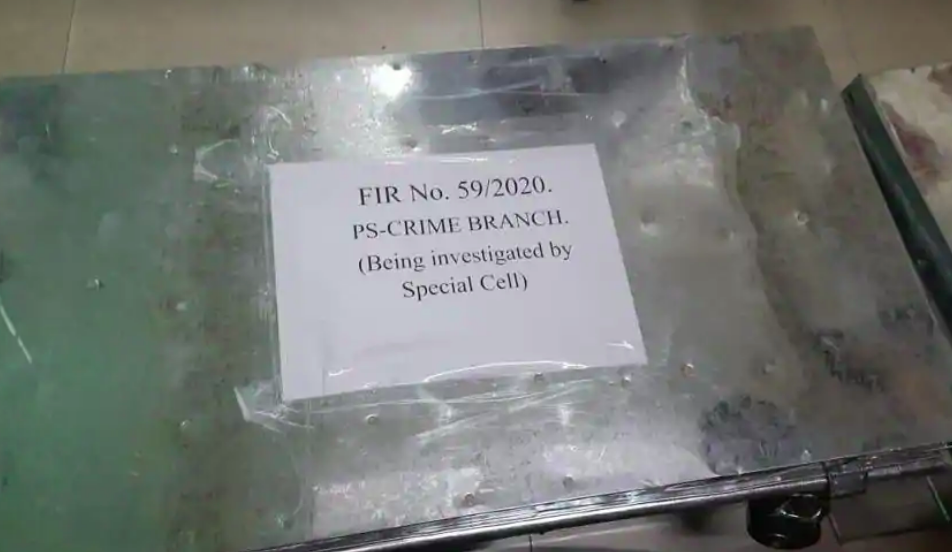 FIR No. 59/2020.
PS-CRIME BRANCH.
(Being investigated by
Special Cell)